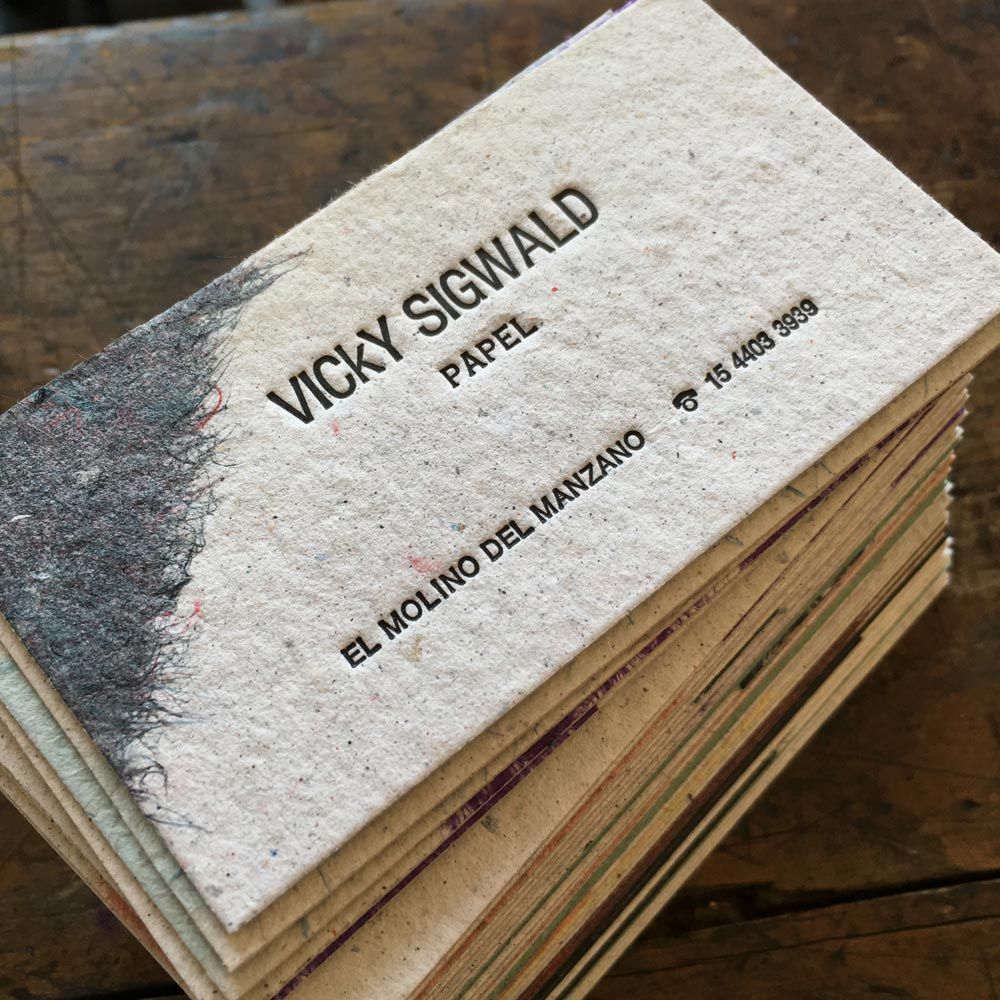 VICkY SIGWALD
PAPEL
EL MOLINO DEL MANZANO ☎ 15 4403 3939